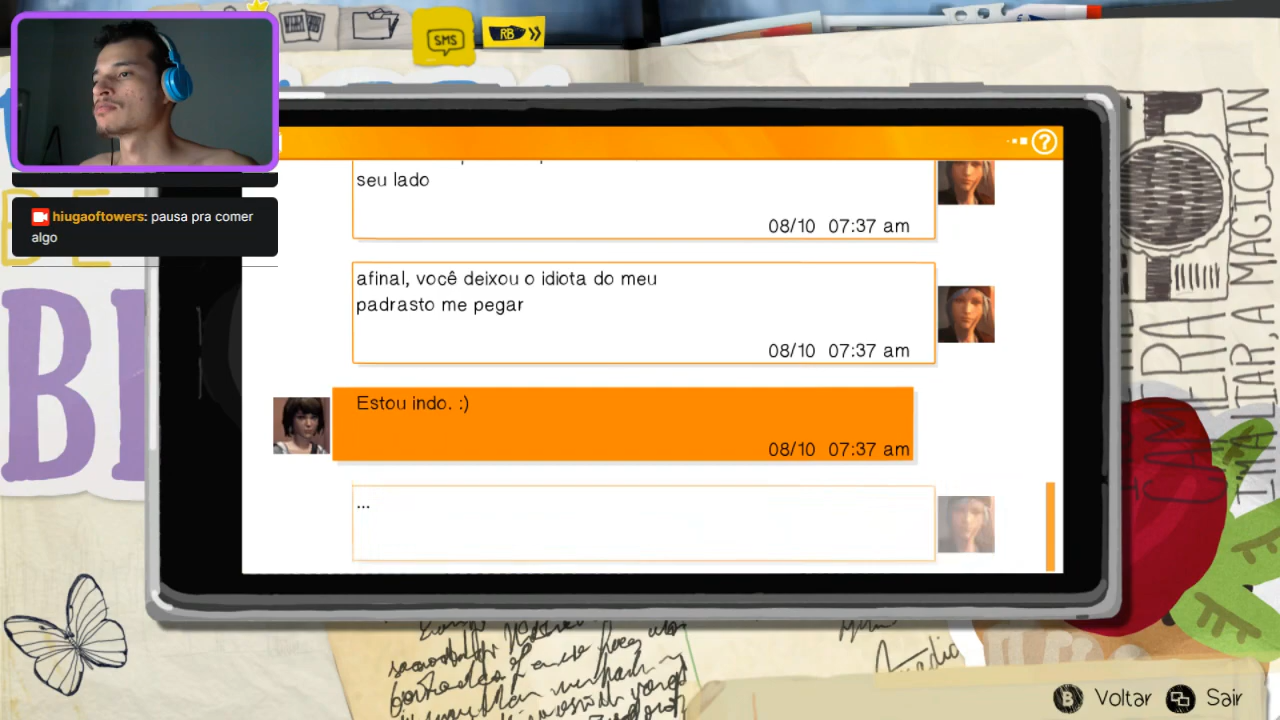 SMS
RB
hiugaoftowers: pausa pra comer
algo
seu lado
08/10 07:37 am
afinal, você deixou o idiota do meu
padrasto me pegar
08/10 07:37 am
Estou indo. :)
08/10 07:37 am
...
?
A MAGICIAN
B Voltar
Sair